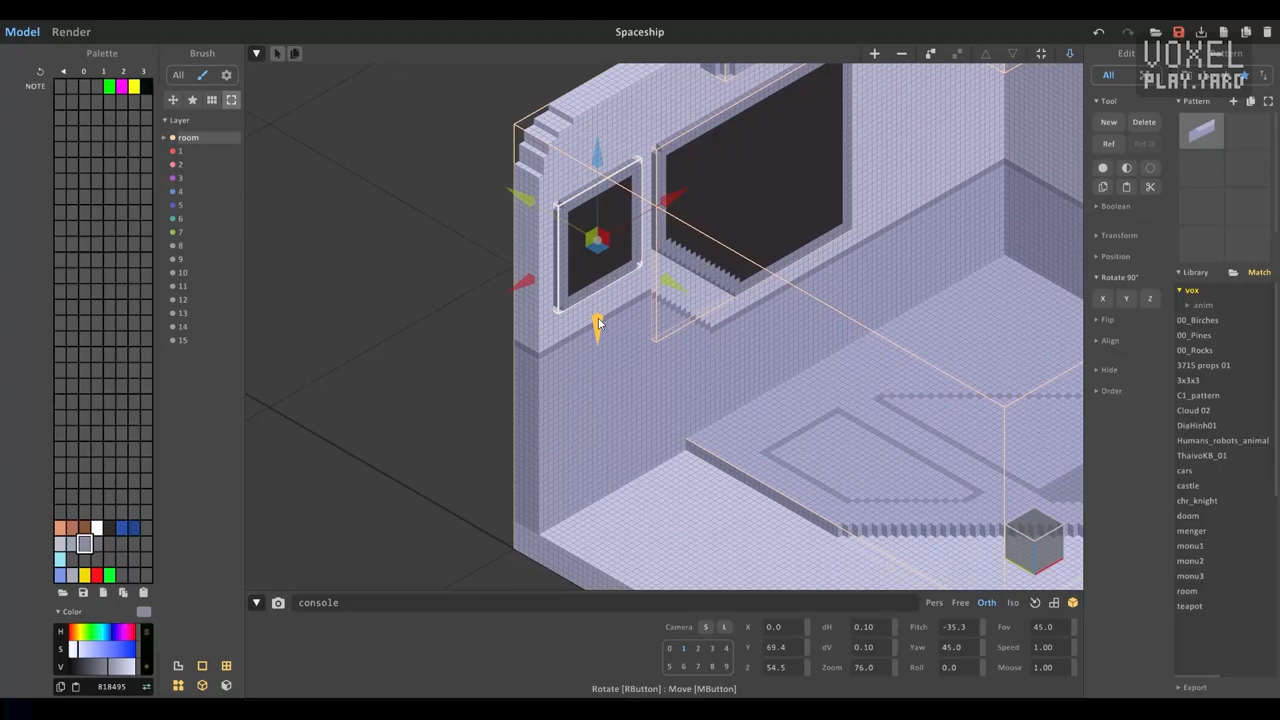 Model Render Spaceship
VOXEL
PLAY.YARD
Palette Brush Edit
0 1 2 3
NOTE
All
Layer
room
1
2
3
4
5
6
7
8
9
10
11
12
13
14
15
Color
H
S
V
818495
All
Tool
New Delete
Ref Ref D
Boolean
Transform
Position
Rotate 90°
X Y Z
Flip
Align
Hide
Order
Pattern
Library Match
vox
anim
00_Birches
00_Pines
00_Rocks
3715 props 01
3x3x3
C1_pattern
Cloud 02
DiaHinh01
Humans_robots_animal
ThaivoKB_01
cars
castle
chr_knight
doom
menger
monu1
monu2
monu3
room
teapot
Export
console Pers Free Orth Iso
Camera S L X 0.0 dH 0.10 Pitch -35.3 Fov 45.0
0 1 2 3 4 Y 69.4 dV 0.10 Yaw 45.0 Speed 1.00
5 6 7 8 9 Z 54.5 Zoom 76.0 Roll 0.0 Mouse 1.00
Rotate [RButton] : Move [MButton]